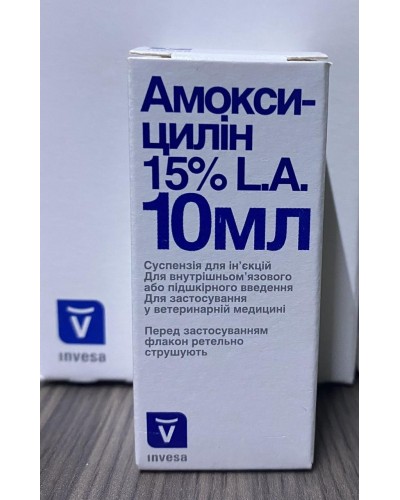 Амокси-
цилін
15% L.A.
10мл
Суспензія для ін'єкцій
Для внутрішньом'язового
або підшкірного введення
Для застосування
у ветеринарній медицині
Перед застосуванням
флакон ретельно
струшують
invesa
invesa